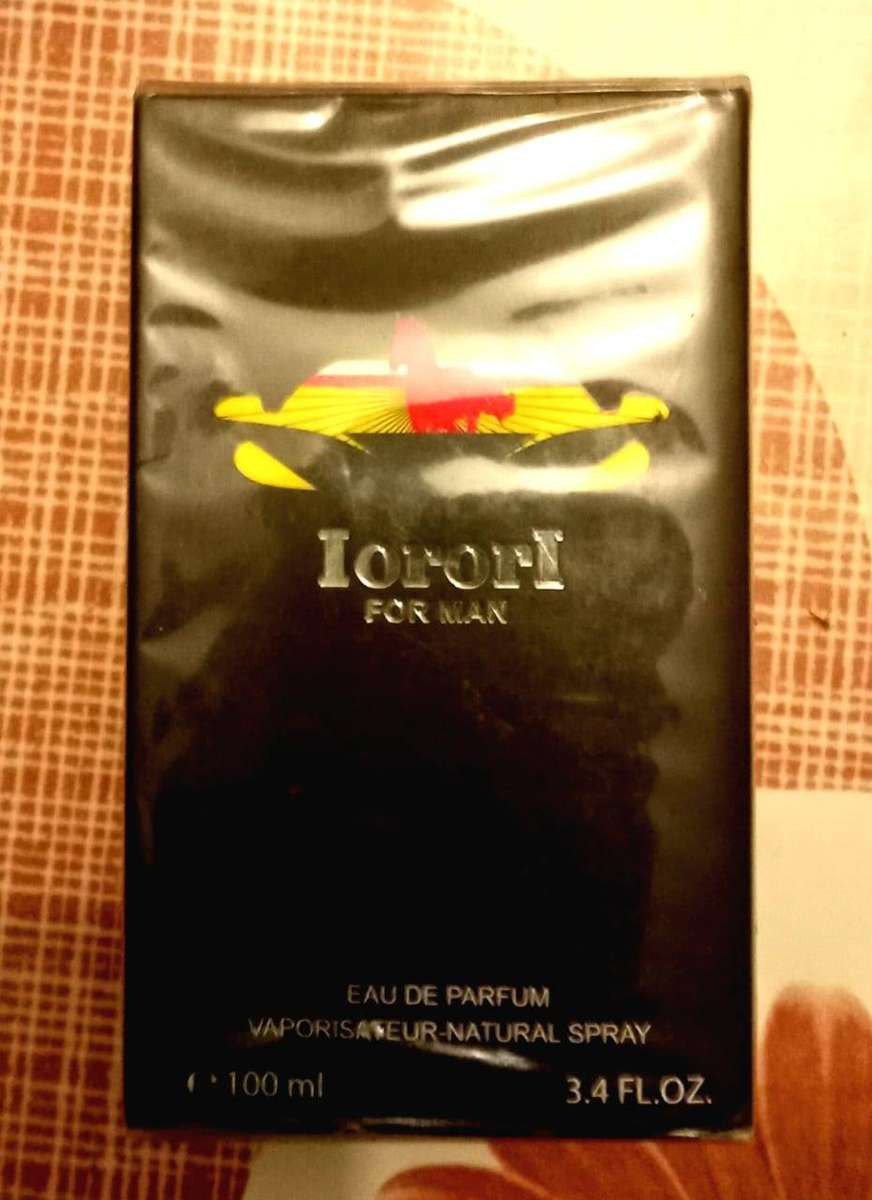 IororI
FOR MAN
EAU DE PARFUM
VAPORISATEUR-NATURAL SPRAY
e 100 ml
3.4 FL.OZ.